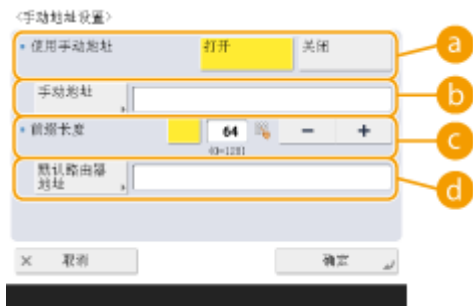 <手动地址设置>
使用手动地址 打开 关闭 a
手动地址 b
前缀长度 64 - + c
(0~128)
默认路由器
地址 d
× 取消 确定